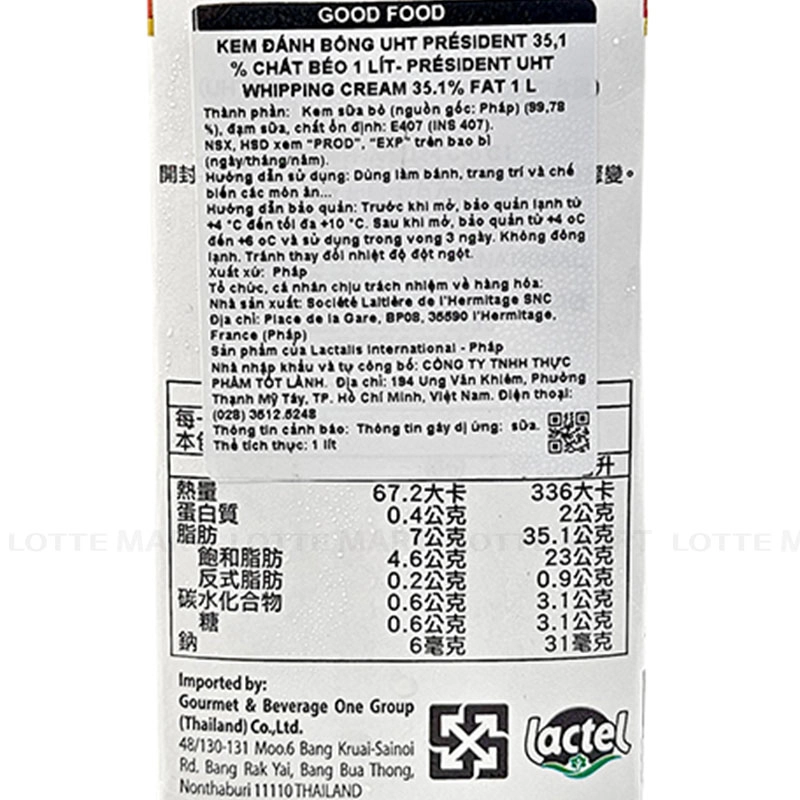 GOOD FOOD
KEM ĐÁNH BÔNG UHT PRÉSIDENT 35,1
% CHẤT BÉO 1 LÍT- PRÉSIDENT UHT
WHIPPING CREAM 35.1% FAT 1 L
Thành phần: Kem sữa bò (nguồn gốc: Pháp) (99,78
%), đạm sữa, chất ổn định: E407 (INS 407).
NSX, HSD xem "PROD", "EXP" trên bao bì
(ngày/tháng/năm).
開封
Hướng dẫn sử dụng: Dùng làm bánh, trang trí và chế
變。
biến các món ăn...
Hướng dẫn bảo quản: Trước khi mở, bảo quản lạnh từ
+4 °C đến tối đa +10 °C. Sau khi mở, bảo quản từ +4 oC
đến +6 oC và sử dụng trong vong 3 ngày. Không đông
lạnh. Tránh thay đổi nhiệt độ đột ngột.
Xuất xứ: Pháp
Tổ chức, cá nhân chịu trách nhiệm về hàng hóa:
Nhà sản xuất: Société Laitière de l'Hermitage SNC
Địa chỉ: Place de la Gare, BP08, 35590 l'Hermitage,
France (Pháp)
Sản phẩm của Lactalis International - Pháp
Nhà nhập khẩu và tự công bố: CÔNG TY TNHH THỰC
PHẨM TỐT LÀNH. Địa chỉ: 194 Ung Văn Khiêm, Phường
Thạnh Mỹ Tây, TP. Hồ Chí Minh, Việt Nam. Điện thoại:
(028) 3512.5248
Thông tin cảnh báo: Thông tin gây dị ứng: sữa.
Thể tích thực: 1 lít
每
本
升
熱量 67.2大卡 336大卡
蛋白質 0.4公克 2公克
脂肪 7公克 35.1公克
飽和脂肪 4.6公克 23公克
反式脂肪 0.2公克 0.9公克
碳水化合物 0.6公克 3.1公克
糖 0.6公克 3.1公克
鈉 6毫克 31毫克
LOTTE MART LOTTE MART LOTTE MART LOTTE M
Imported by:
Gourmet & Beverage One Group
(Thailand) Co.,Ltd.
48/130-131 Moo.6 Bang Kruai-Sainoi
Rd. Bang Rak Yai, Bang Bua Thong,
Nonthaburi 11110 THAILAND
lactel